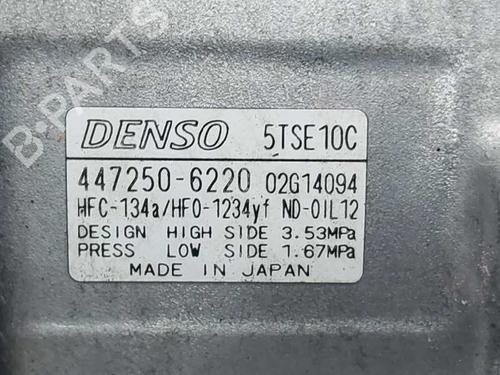 B-PARTS
DENSO 5TSE10C
447250-6220 02G14094
HFC-134a/HFO-1234yf ND-OIL12
DESIGN HIGH SIDE 3.53MPa
PRESS LOW SIDE 1.67MPa
MADE IN JAPAN